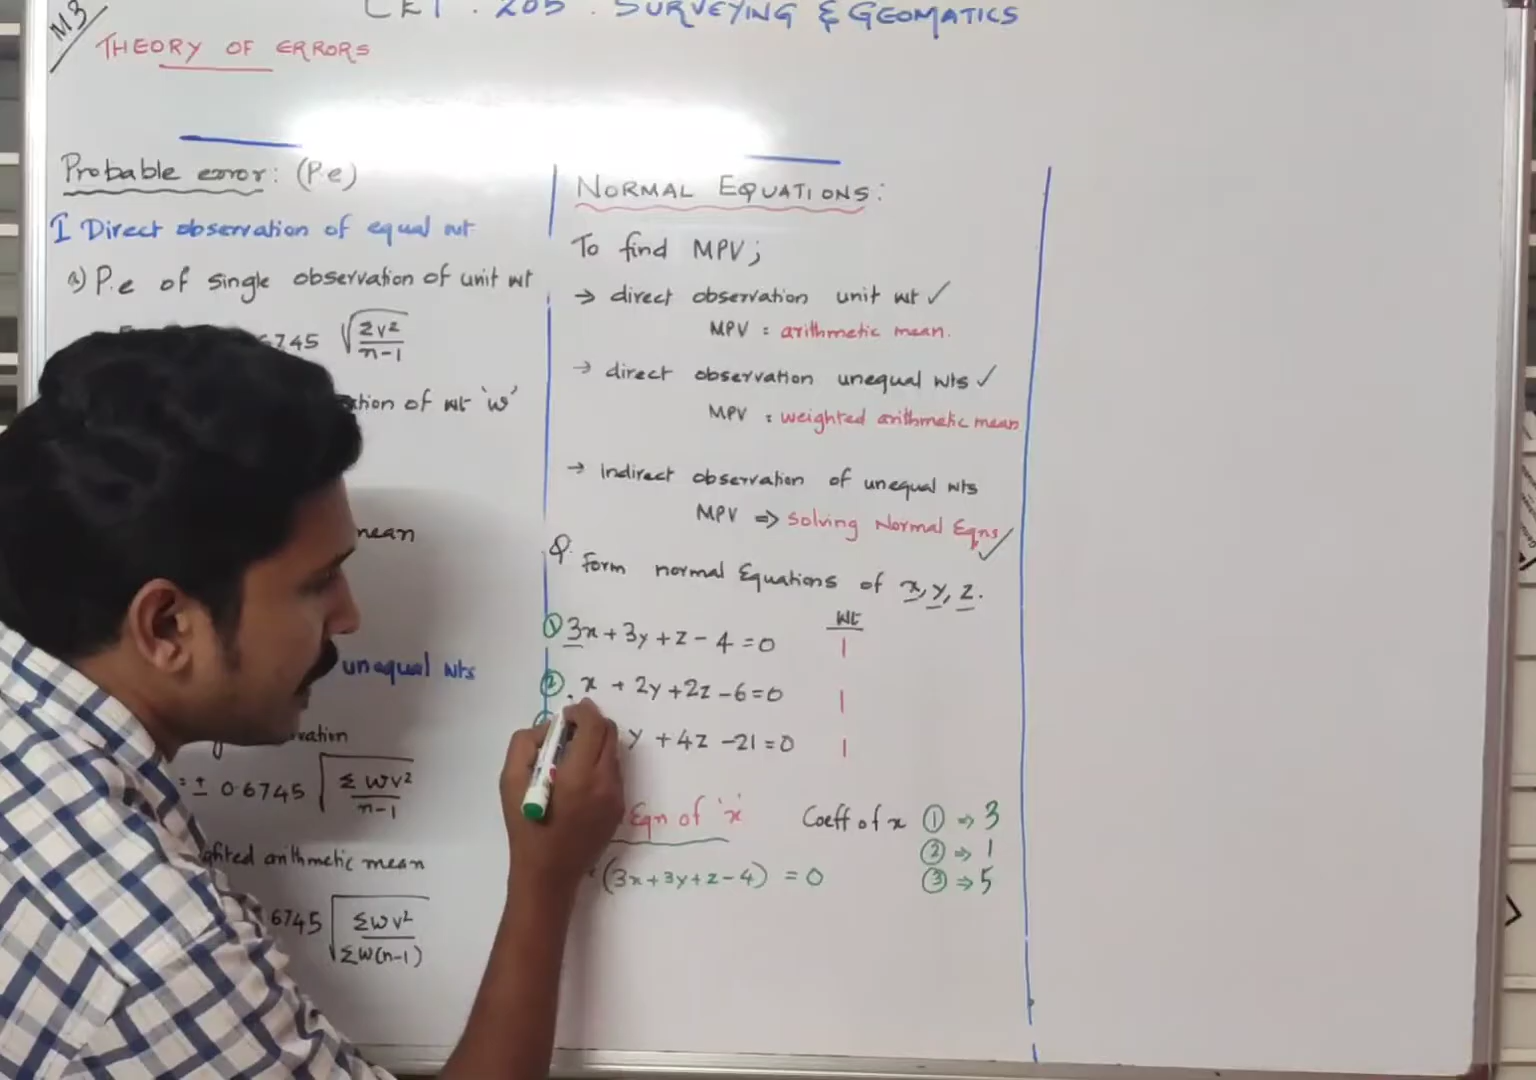 M3
CET . 205 . SURVEYING & GEOMATICS
THEORY OF ERRORS
Probable error: (P.e)
I Direct observation of equal wt
a) P.e of single observation of unit wt
6745 √ Σv² / n-1
of wt 'w'
mean
unequal wts
= ± 0.6745 √ Σwv² / n-1
arithmetic mean
6745 √ Σwv² / Σw(n-1)
NORMAL EQUATIONS:
To find MPV;
→ direct observation unit wt ✓
MPV : arithmetic mean.
→ direct observation unequal wts ✓
MPV : weighted arithmetic mean
→ Indirect observation of unequal wts
MPV ⇒ Solving Normal Eqns ✓
Q. Form normal Equations of x, y, z.
wt
① 3x + 3y + z - 4 = 0 1
② x + 2y + 2z - 6 = 0 1
y + 4z - 21 = 0 1
Eqn of 'x'
(3x+3y+z-4) = 0
Coeff of x ① ⇒ 3
② ⇒ 1
③ ⇒ 5